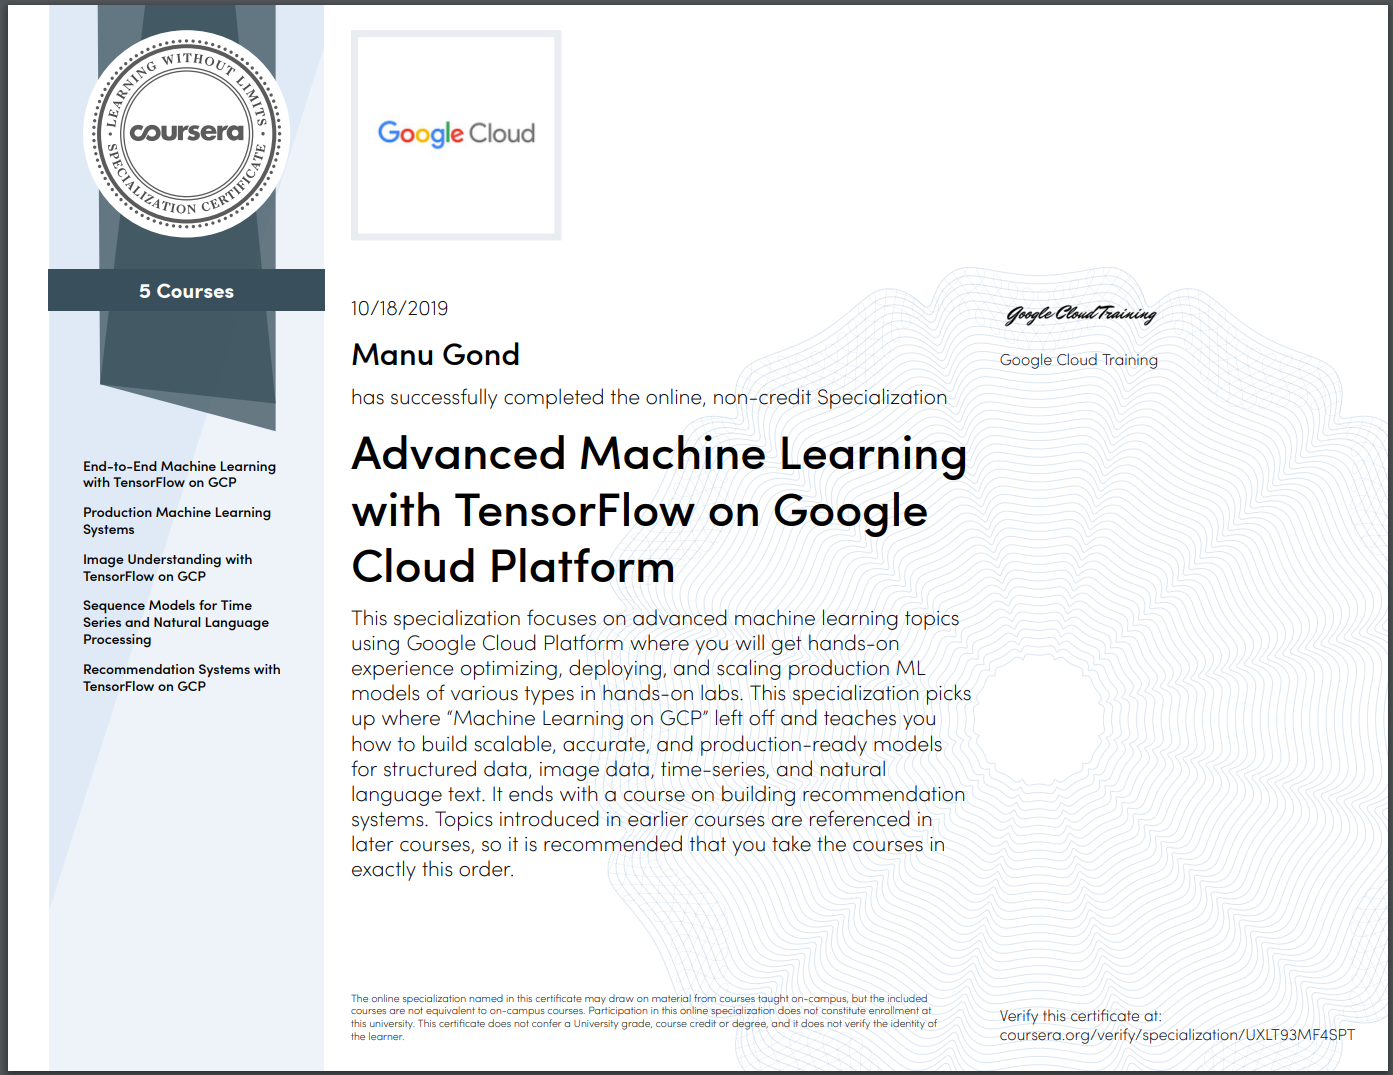 LEARNING WITHOUT LIMITS
coursera
SPECIALIZATION CERTIFICATE
5 Courses
End-to-End Machine Learning
with TensorFlow on GCP
Production Machine Learning
Systems
Image Understanding with
TensorFlow on GCP
Sequence Models for Time
Series and Natural Language
Processing
Recommendation Systems with
TensorFlow on GCP
Google Cloud
10/18/2019
Manu Gond
has successfully completed the online, non-credit Specialization
Advanced Machine Learning
with TensorFlow on Google
Cloud Platform
This specialization focuses on advanced machine learning topics
using Google Cloud Platform where you will get hands-on
experience optimizing, deploying, and scaling production ML
models of various types in hands-on labs. This specialization picks
up where “Machine Learning on GCP” left off and teaches you
how to build scalable, accurate, and production-ready models
for structured data, image data, time-series, and natural
language text. It ends with a course on building recommendation
systems. Topics introduced in earlier courses are referenced in
later courses, so it is recommended that you take the courses in
exactly this order.
Google Cloud Training
Google Cloud Training
The online specialization named in this certificate may draw on material from courses taught on-campus, but the included
courses are not equivalent to on-campus courses. Participation in this online specialization does not constitute enrollment at
this university. This certificate does not confer a University grade, course credit or degree, and it does not verify the identity of
the learner.
Verify this certificate at:
coursera.org/verify/specialization/UXLT93MF4SPT